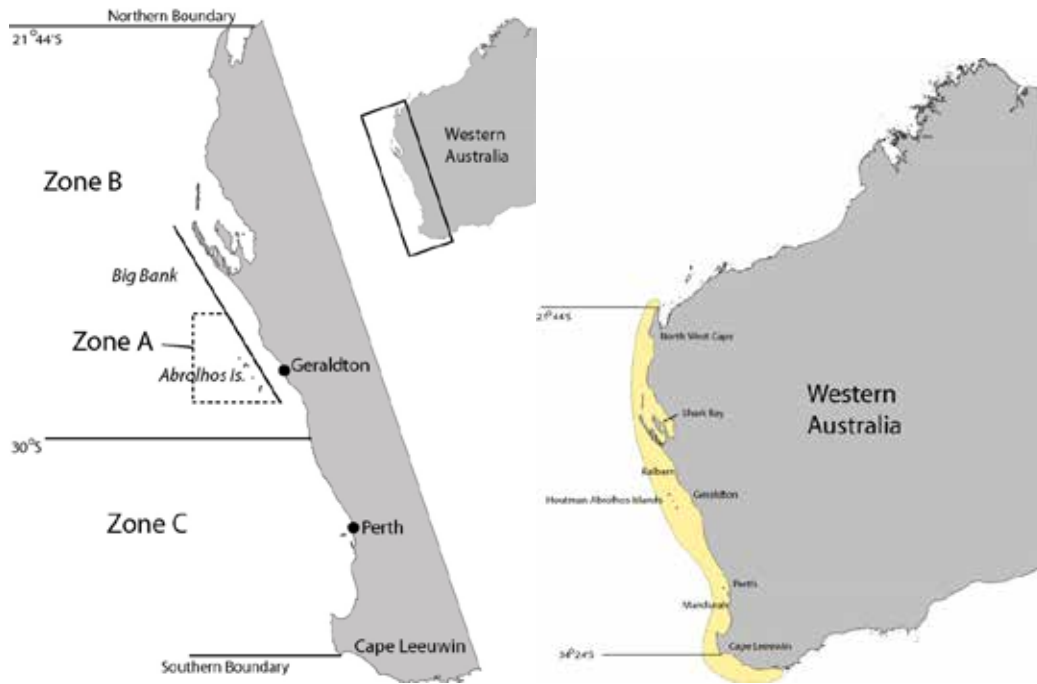 Northern Boundary
21°44'S
Zone B
Big Bank
Zone A
Abrolhos Is.
Geraldton
30°S
Zone C
Perth
Cape Leeuwin
Southern Boundary
Western
Australia
21°44'S
North West Cape
Shark Bay
Kalbarri
Houtman Abrolhos Islands
Geraldton
Perth
Mandurah
Cape Leeuwin
34°24'S
Western
Australia